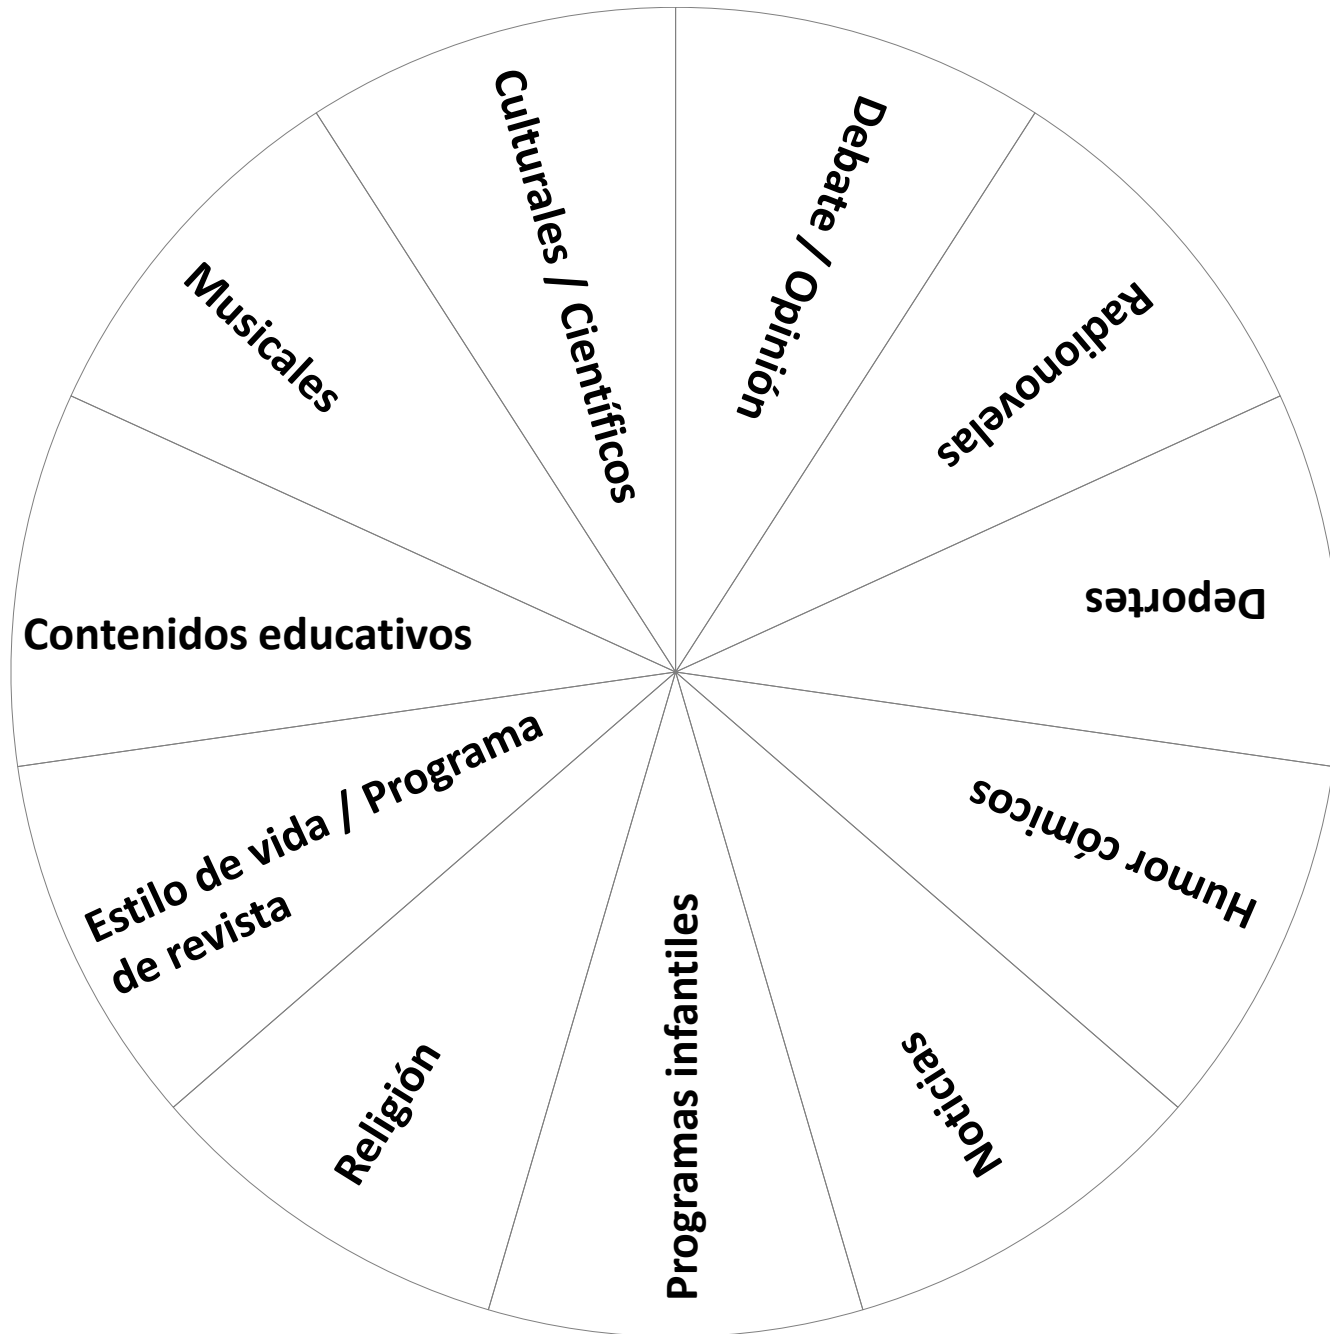 Debate / Opinión
Radionovelas
Deportes
Humor cómicos
Noticias
Programas infantiles
Religión
Estilo de vida / Programa
de revista
Contenidos educativos
Musicales
Culturales / Científicos